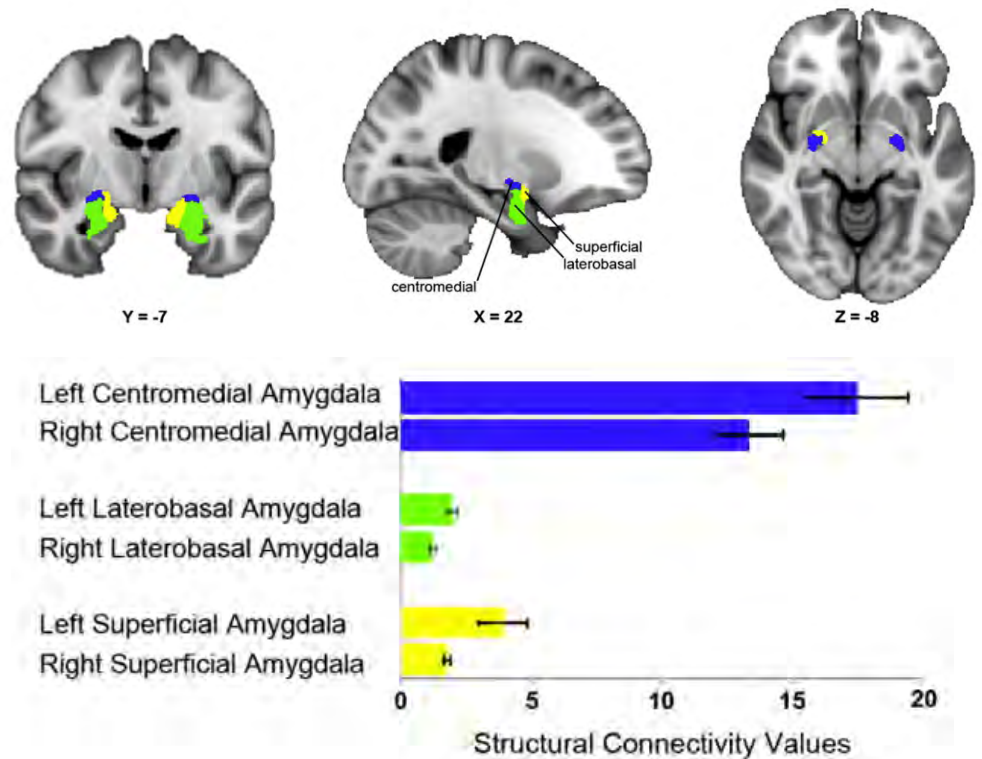 superficial
laterobasal
centromedial
Y = -7
X = 22
Z = -8
Left Centromedial Amygdala
Right Centromedial Amygdala
Left Laterobasal Amygdala
Right Laterobasal Amygdala
Left Superficial Amygdala
Right Superficial Amygdala
0 5 10 15 20
Structural Connectivity Values